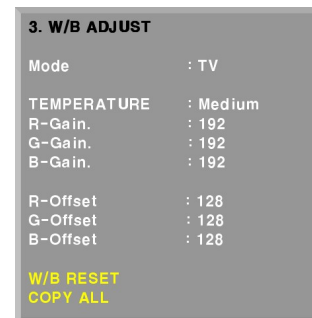 3. W/B ADJUST
Mode : TV
TEMPERATURE : Medium
R-Gain. : 192
G-Gain. : 192
B-Gain. : 192
R-Offset : 128
G-Offset : 128
B-Offset : 128
W/B RESET
COPY ALL